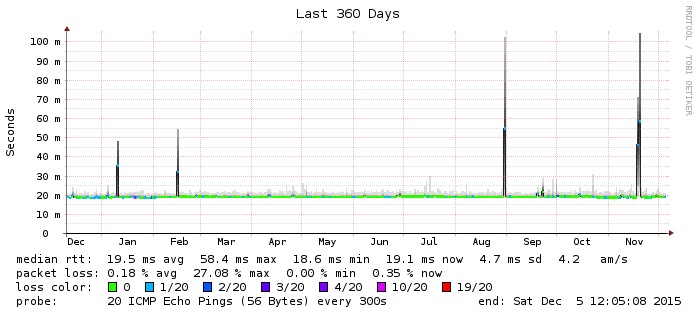 Last 360 Days
RRDTOOL / TOBI OETIKER
Seconds
100 m
90 m
80 m
70 m
60 m
50 m
40 m
30 m
20 m
10 m
0
Dec Jan Feb Mar Apr May Jun Jul Aug Sep Oct Nov
median rtt: 19.5 ms avg 58.4 ms max 18.6 ms min 19.1 ms now 4.7 ms sd 4.2 am/s
packet loss: 0.18 % avg 27.08 % max 0.00 % min 0.35 % now
loss color: 0 1/20 2/20 3/20 4/20 10/20 19/20
probe: 20 ICMP Echo Pings (56 Bytes) every 300s end: Sat Dec 5 12:05:08 2015